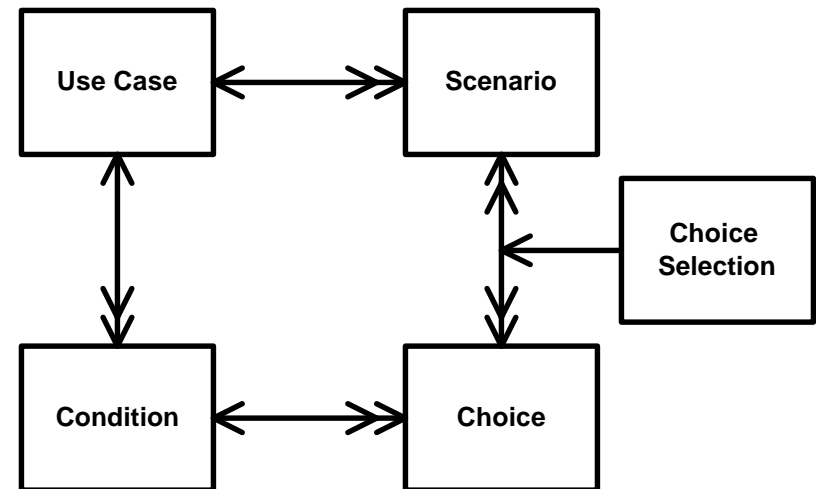 Use Case
Scenario
Choice
Selection
Condition
Choice